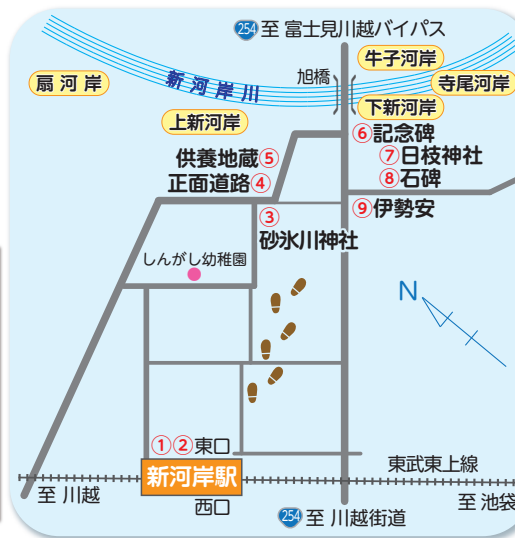 254 至 富士見川越バイパス
牛子河岸
旭橋
寺尾河岸
扇河岸
新河岸川
下新河岸
上新河岸
⑥記念碑
供養地蔵⑤
⑦日枝神社
正面道路④
⑧石碑
③
⑨伊勢安
砂氷川神社
しんがし幼稚園
N
①②東口
新河岸駅
東武東上線
至 川越
西口
254 至 川越街道
至 池袋